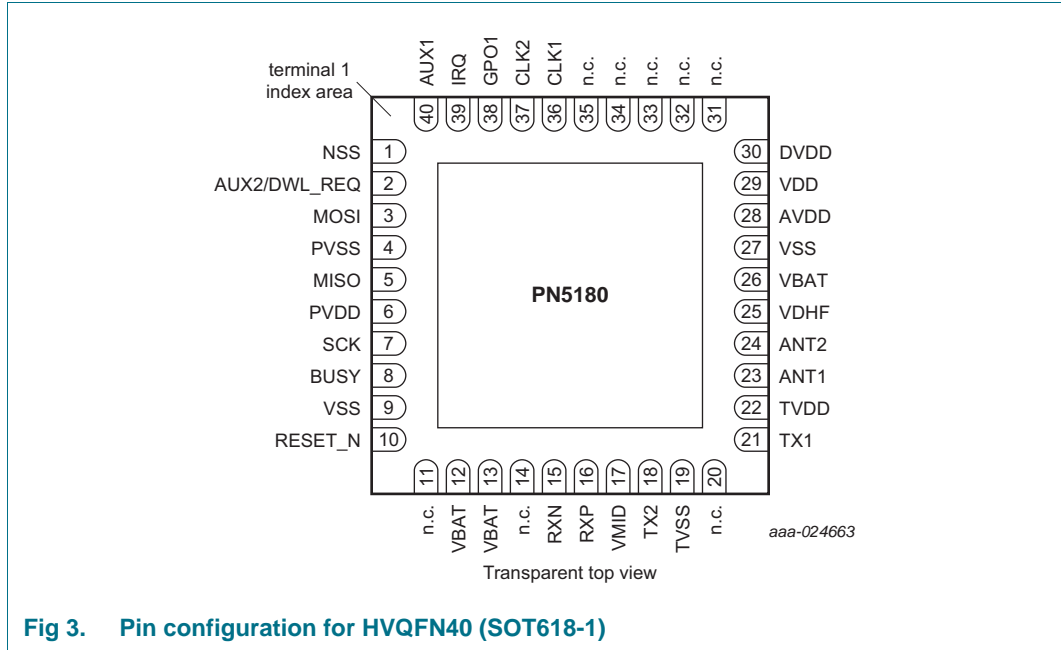 AUX1
IRQ
GPO1
CLK2
CLK1
n.c.
n.c.
n.c.
n.c.
n.c.
terminal 1
index area
40
39
38
37
36
35
34
33
32
31
NSS 1
AUX2/DWL_REQ 2
MOSI 3
PVSS 4
MISO 5
PVDD 6
SCK 7
BUSY 8
VSS 9
RESET_N 10
PN5180
30 DVDD
29 VDD
28 AVDD
27 VSS
26 VBAT
25 VDHF
24 ANT2
23 ANT1
22 TVDD
21 TX1
11
12
13
14
15
16
17
18
19
20
n.c.
VBAT
VBAT
n.c.
RXN
RXP
VMID
TX2
TVSS
n.c.
aaa-024663
Transparent top view
Fig 3. Pin configuration for HVQFN40 (SOT618-1)